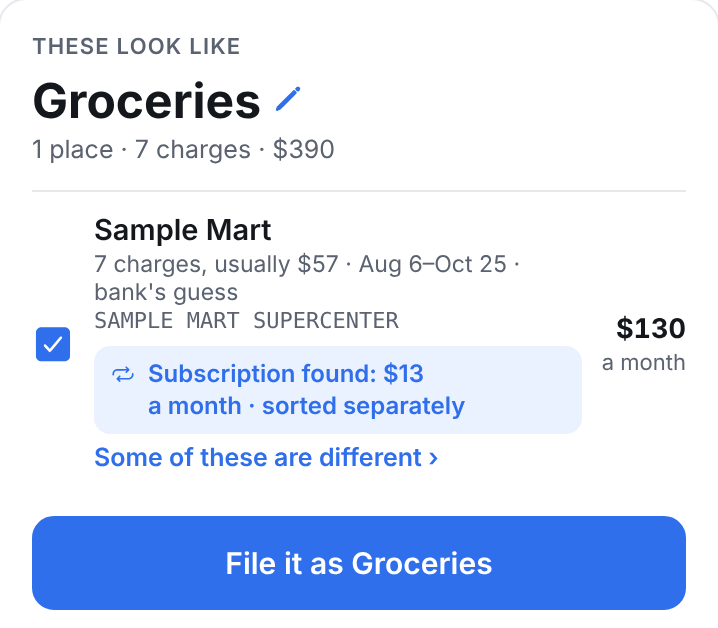 THESE LOOK LIKE
Groceries
1 place · 7 charges · $390
Sample Mart
7 charges, usually $57 · Aug 6–Oct 25 ·
bank's guess
SAMPLE MART SUPERCENTER
$130
a month
Subscription found: $13
a month · sorted separately
Some of these are different ›
File it as Groceries